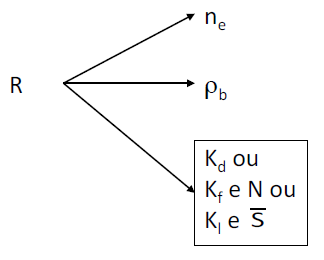 R
nₑ
ρb
Kd ou
Kf e N ou
Kl e S̅